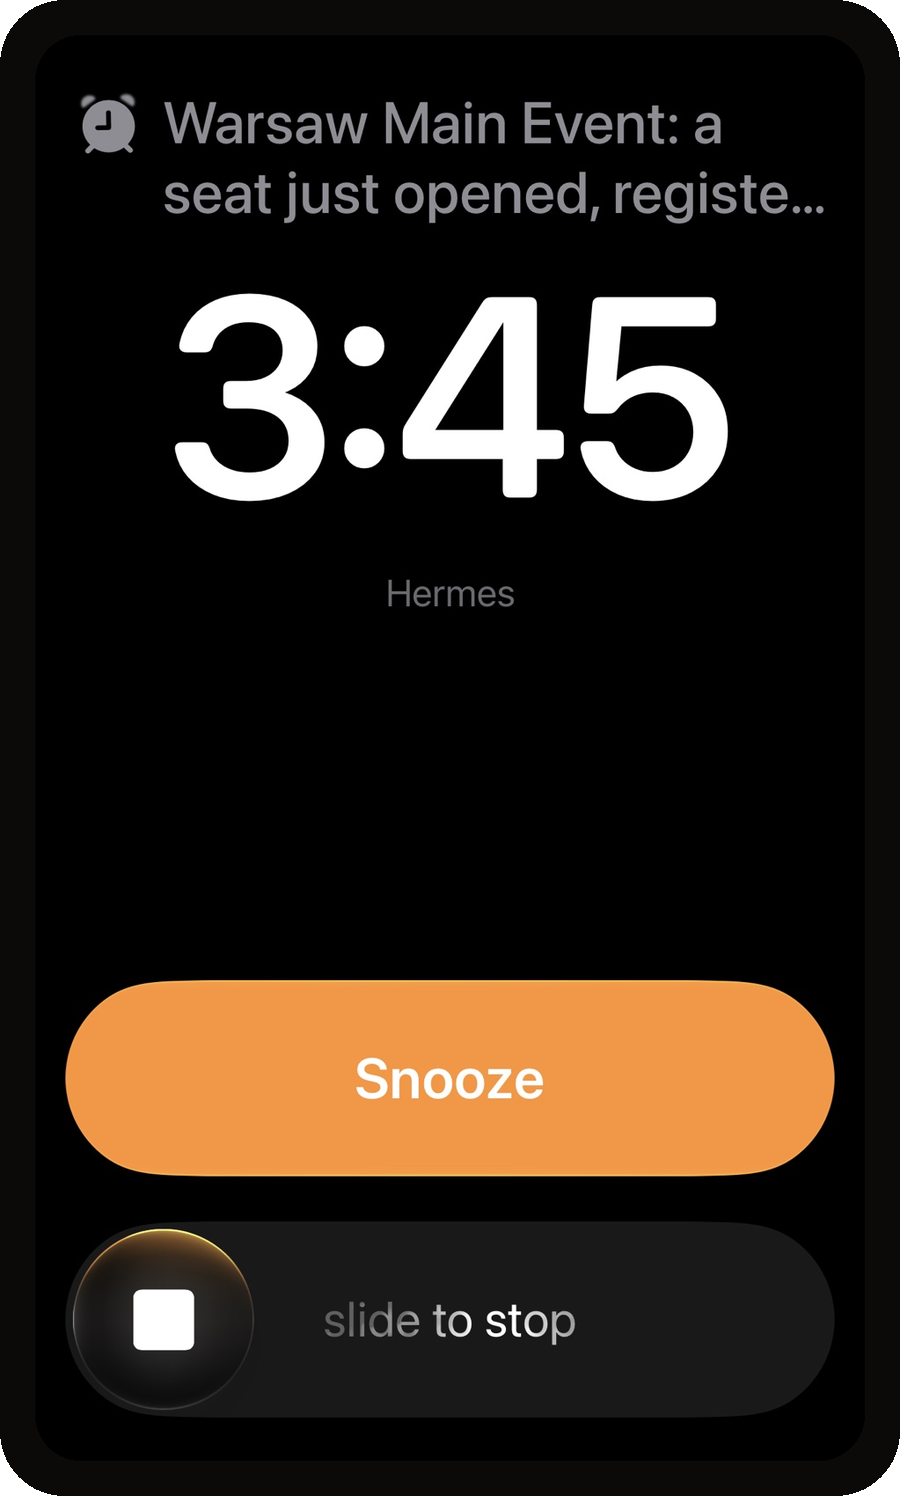 Warsaw Main Event: a
seat just opened, registe...
3:45
Hermes
Snooze
slide to stop